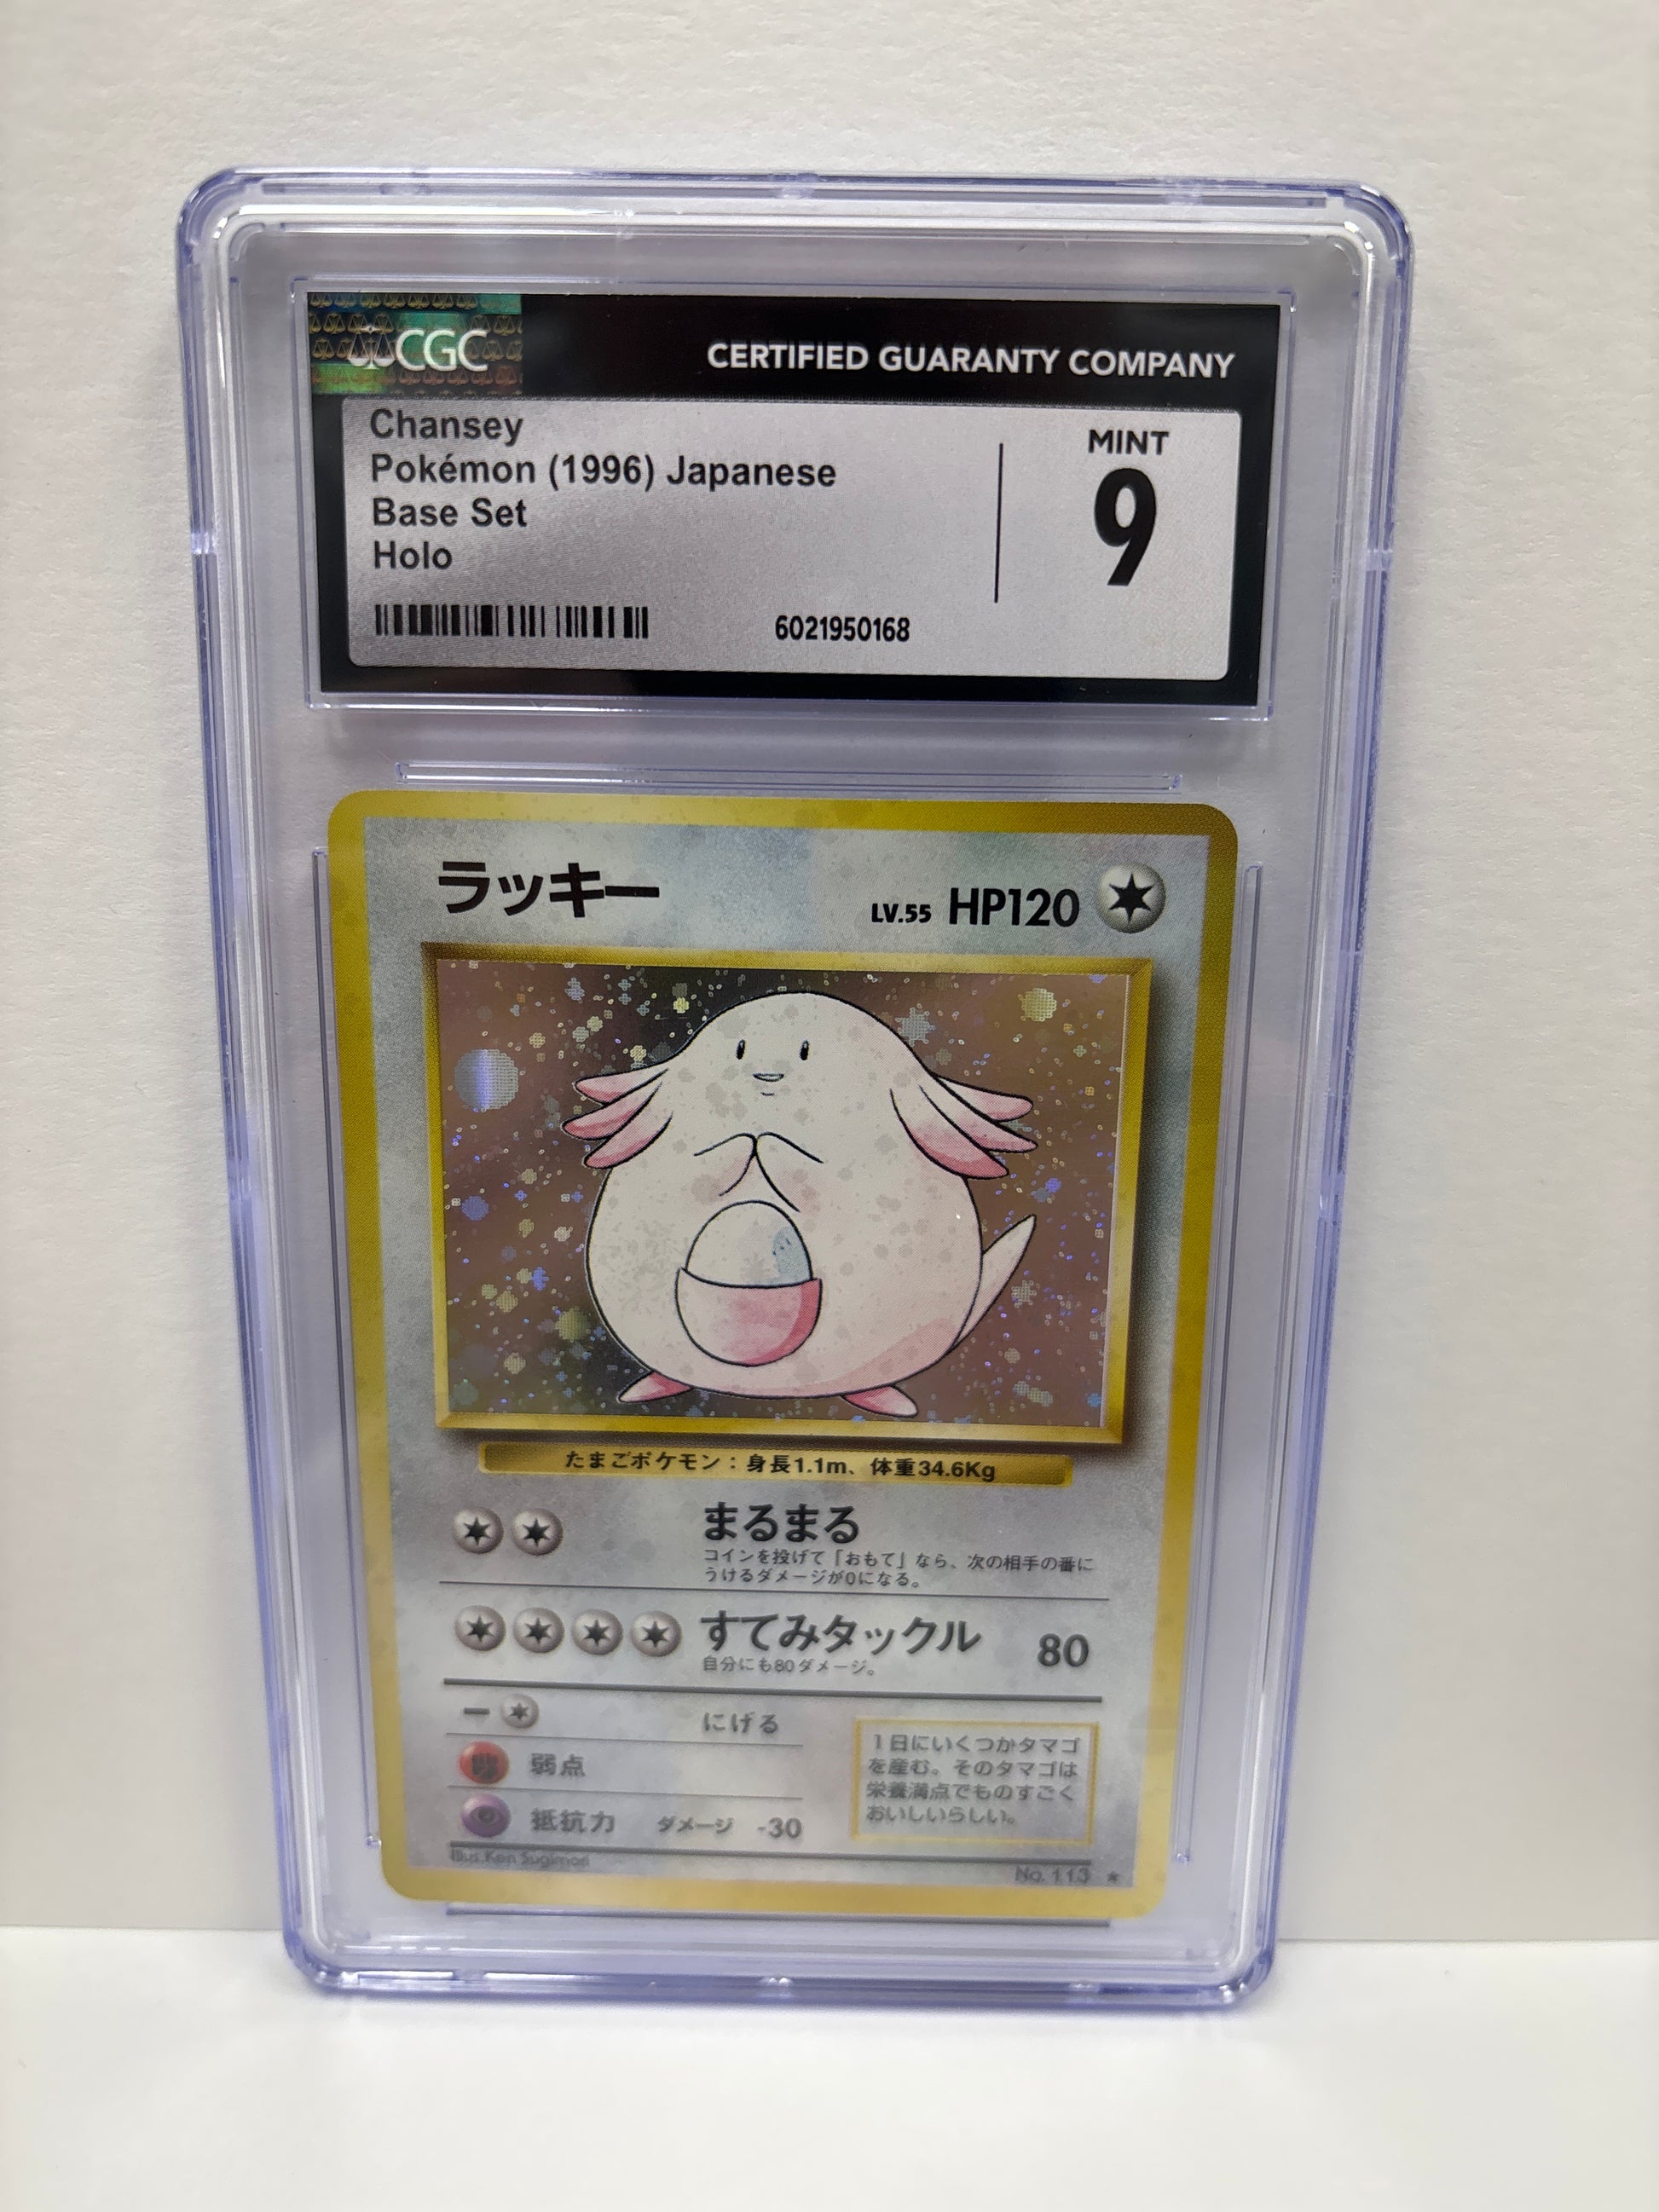 CGC
CERTIFIED GUARANTY COMPANY
Chansey
Pokémon (1996) Japanese
Base Set
Holo
MINT
9
6021950168
ラッキー
LV.55 HP120
たまごポケモン：身長1.1m、体重34.6Kg
まるまる
コインを投げて「おもて」なら、次の相手の番に
うけるダメージが0になる。
すてみタックル 80
自分にも80ダメージ。
にげる
弱点
抵抗力 ダメージ -30
1日にいくつかタマゴ
を産む。そのタマゴは
栄養満点でものすごく
おいしいらしい。
Illus.Ken Sugimori
No.113 ★